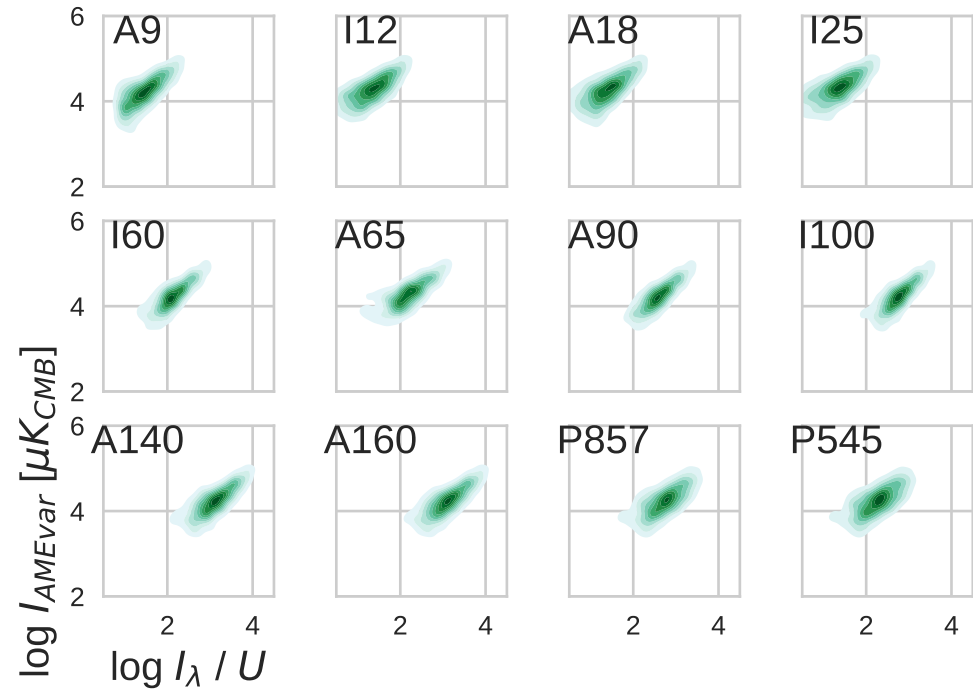 6 A9 I12 A18 I25
4
2
6 I60 A65 A90 I100
4
2
6 A140 A160 P857 P545
4
2
2 4 2 4 2 4 2 4
log I_λ / U
log I_AMEvar [μK_CMB]